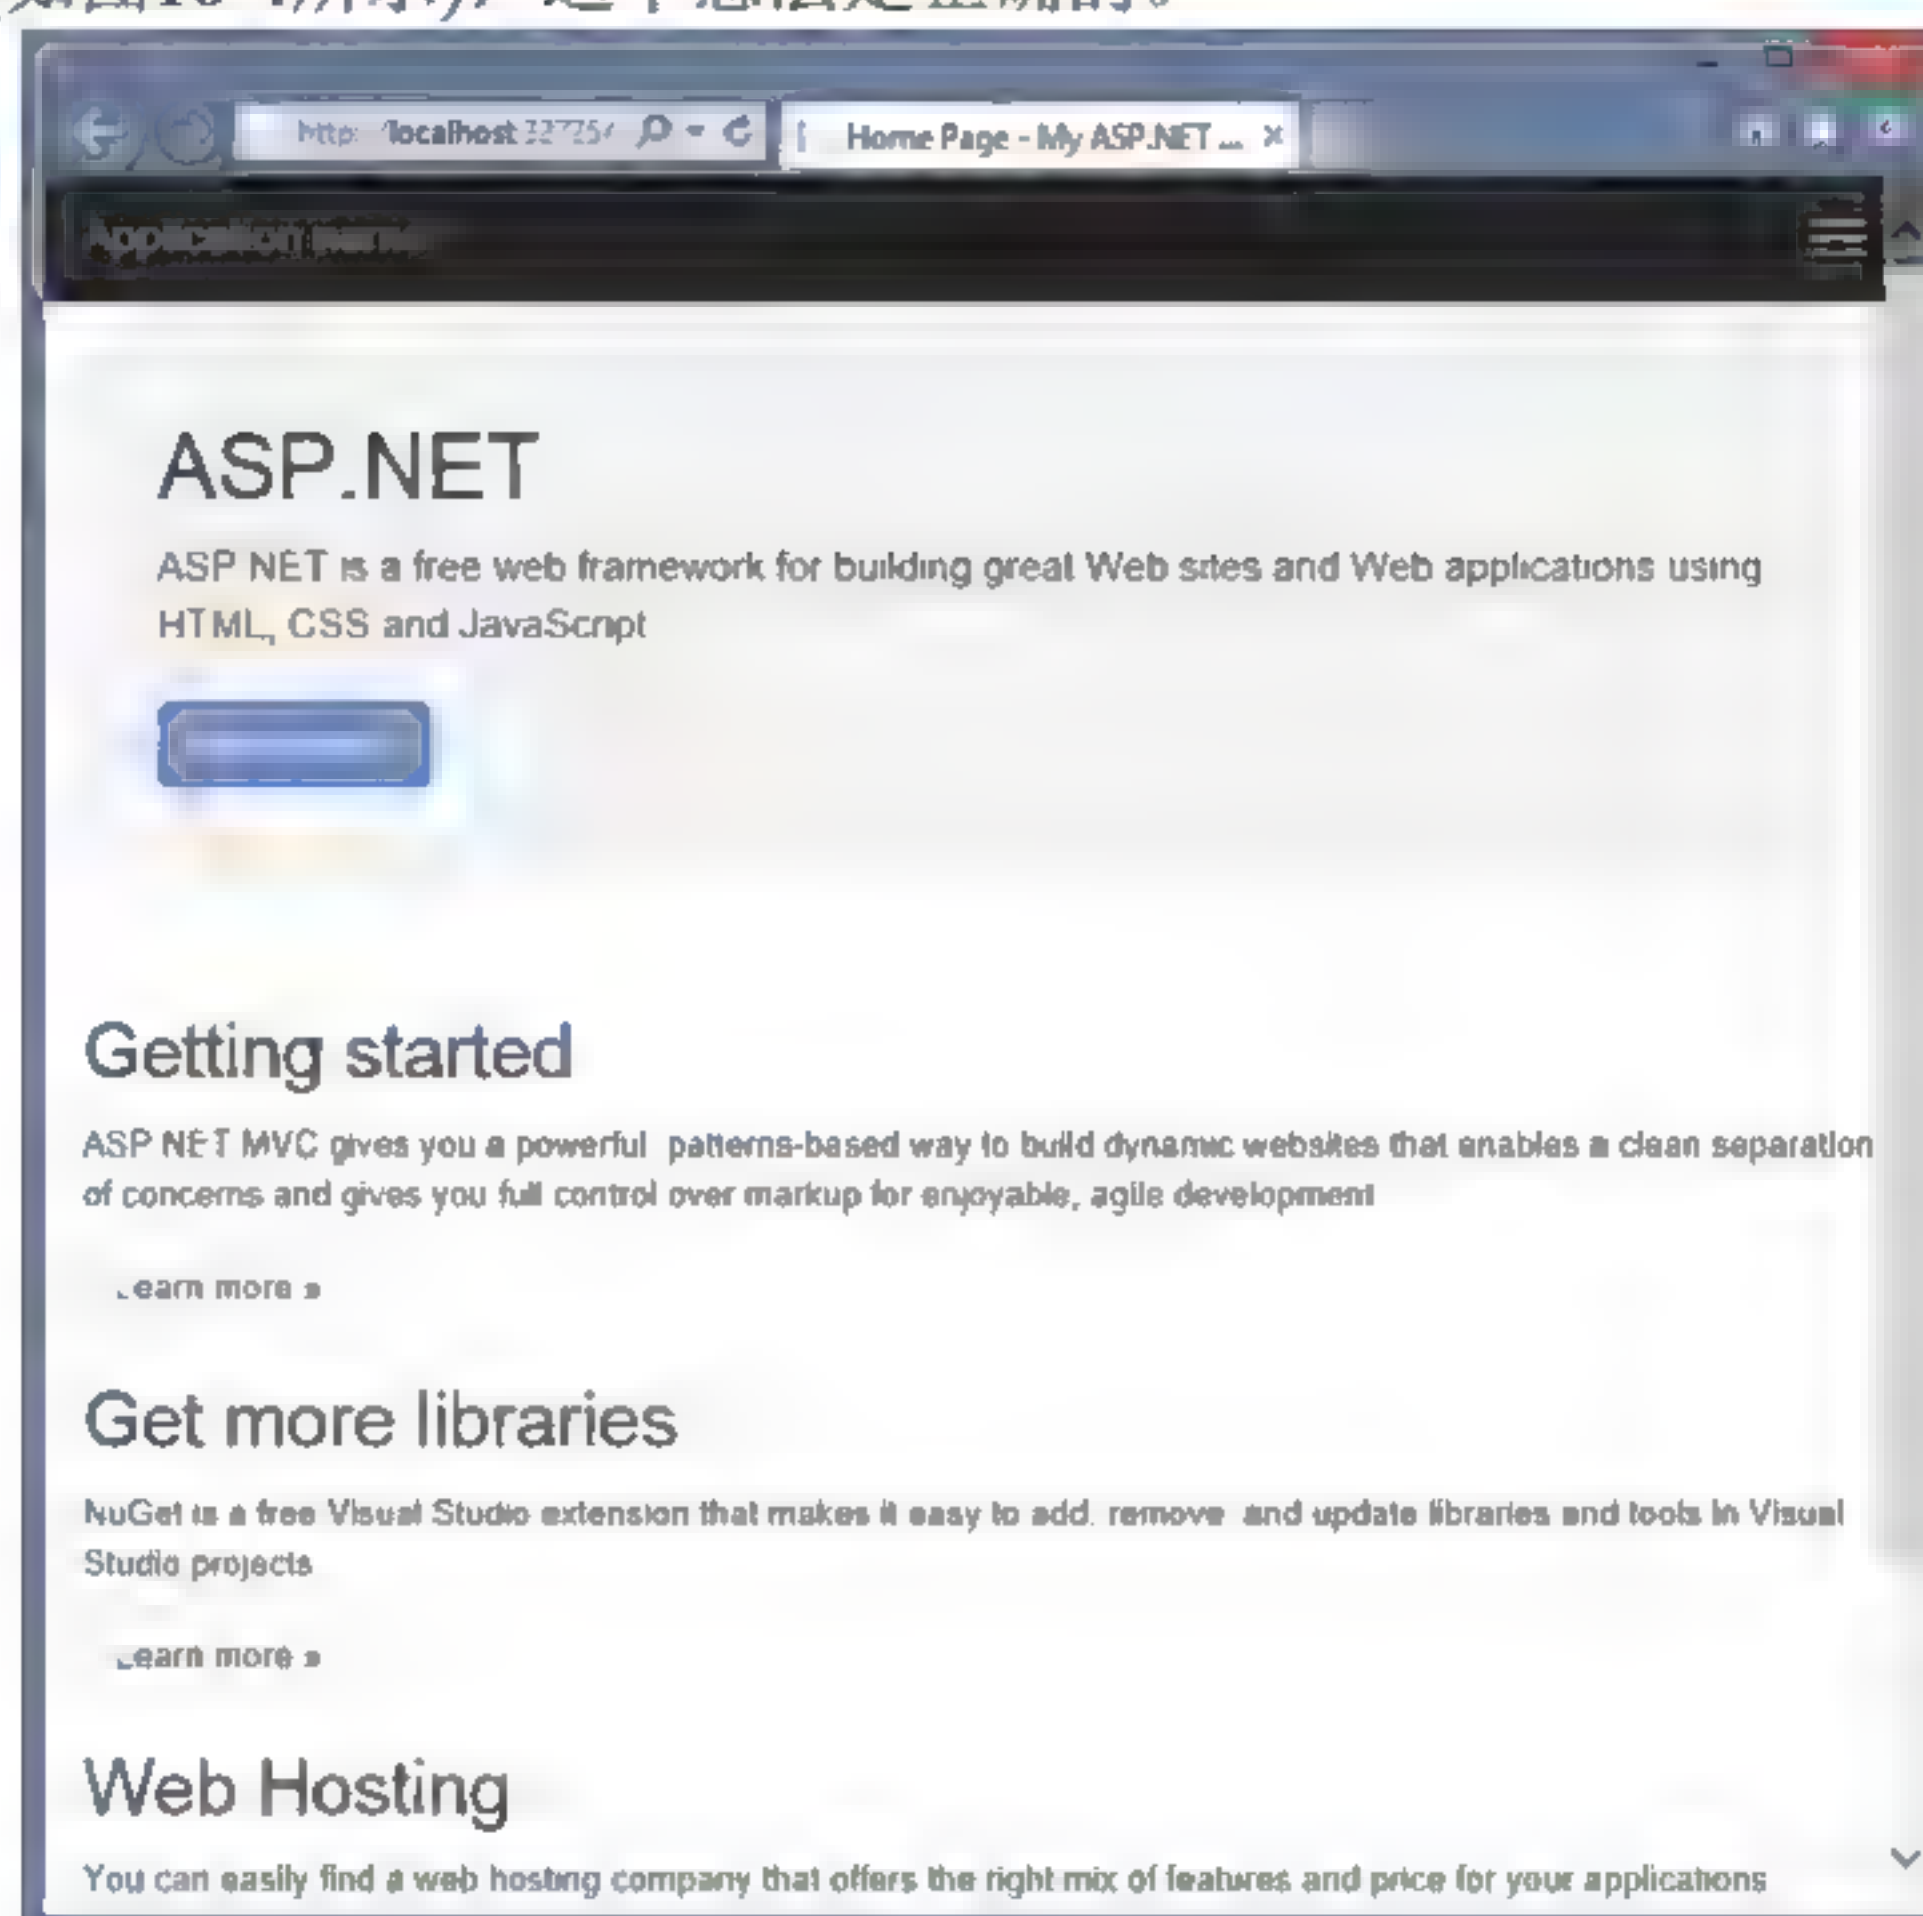 http: localhost
Home Page - My ASP.NET ... ×
Application
ASP.NET
ASP NET is a free web framework for building great Web sites and Web applications using
HTML, CSS and JavaScript
Getting started
ASP NET MVC gives you a powerful patterns-based way to build dynamic websites that enables a clean separation
of concerns and gives you full control over markup for enjoyable, agile development
Learn more »
Get more libraries
NuGet is a free Visual Studio extension that makes it easy to add. remove and update libraries and tools in Visual
Studio projects
Learn more »
Web Hosting
You can easily find a web hosting company that offers the right mix of features and price for your applications